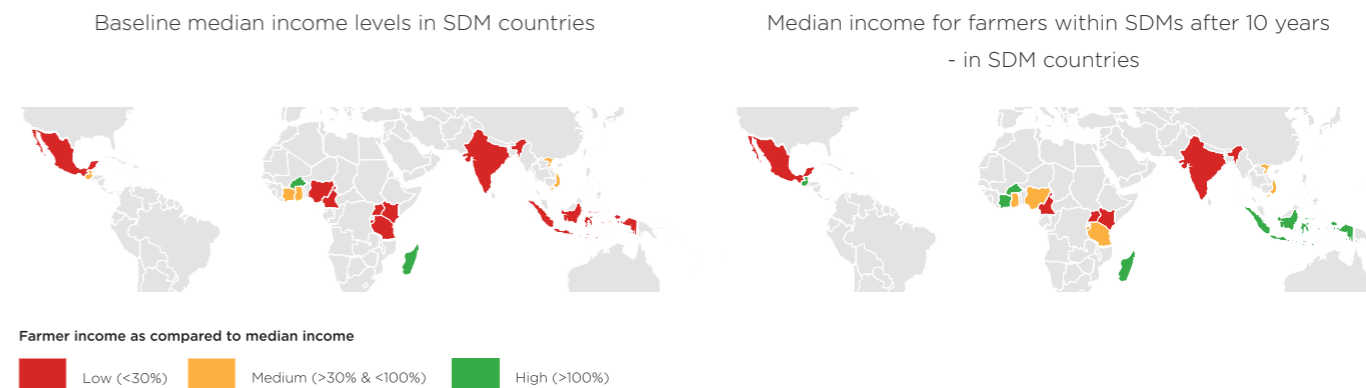 Baseline median income levels in SDM countries
Median income for farmers within SDMs after 10 years
- in SDM countries
Farmer income as compared to median income
Low (<30%)
Medium (>30% & <100%)
High (>100%)